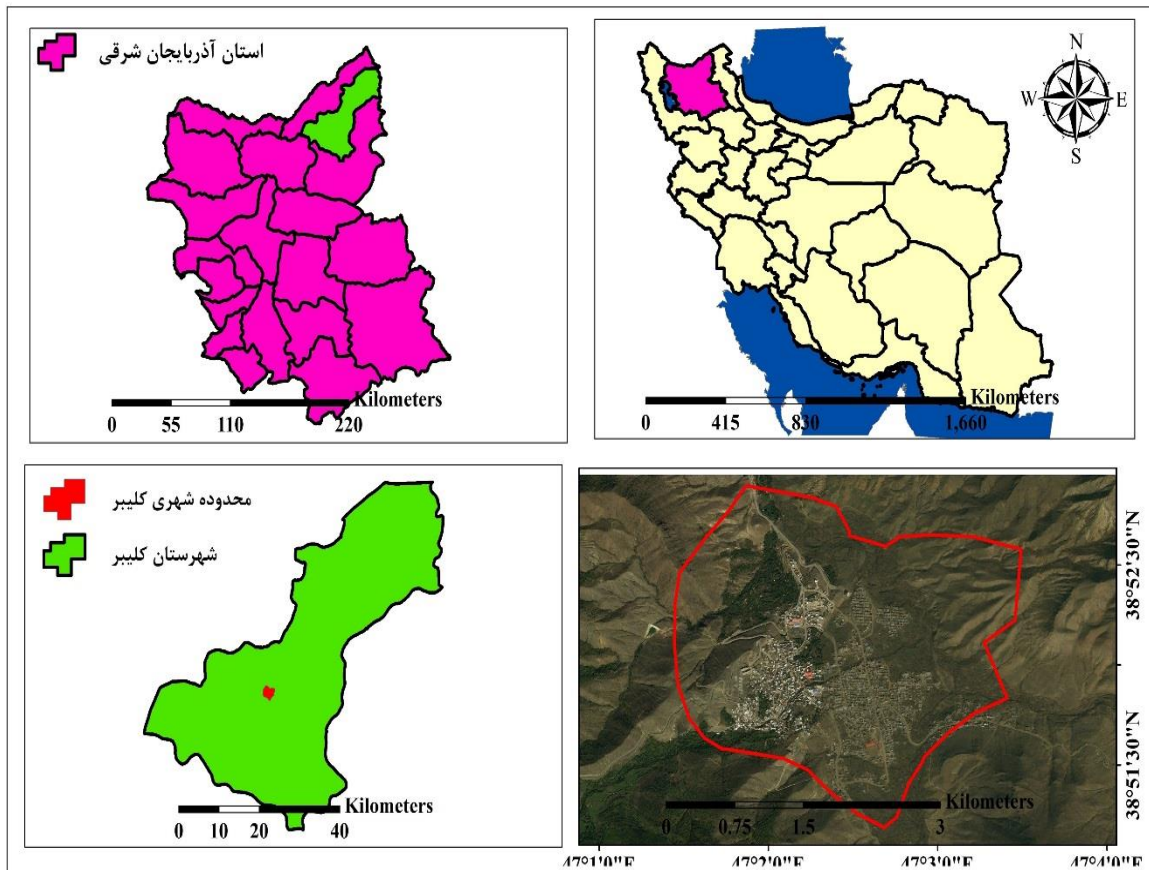 استان آذربایجان شرقی
Kilometers
0 55 110 220
N
W E
S
Kilometers
0 415 830 1,660
محدوده شهری کلیبر
شهرستان کلیبر
Kilometers
0 10 20 40
38°52'30"N
38°51'30"N
Kilometers
0 0.75 1.5 3
47°1'0"E 47°2'0"E 47°3'0"E 47°4'0"E